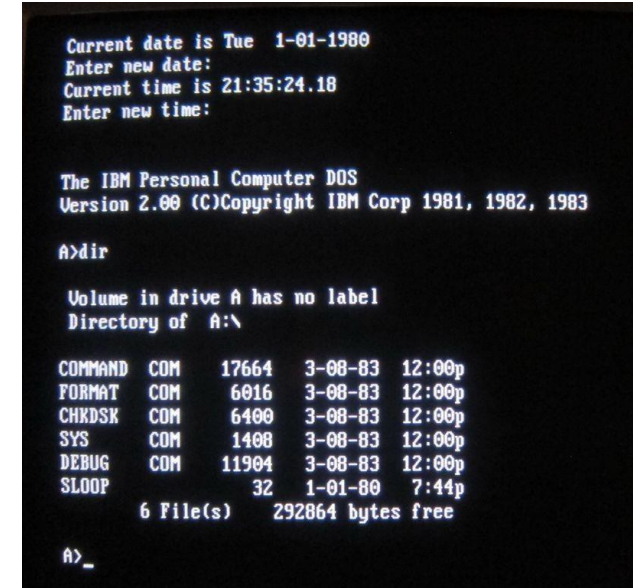 Current date is Tue  1-01-1980
Enter new date:
Current time is 21:35:24.18
Enter new time:
The IBM Personal Computer DOS
Version 2.00 (C)Copyright IBM Corp 1981, 1982, 1983
A>dir
Volume in drive A has no label
Directory of  A:\
COMMAND  COM    17664   3-08-83  12:00p
FORMAT   COM     6016   3-08-83  12:00p
CHKDSK   COM     6400   3-08-83  12:00p
SYS      COM     1408   3-08-83  12:00p
DEBUG    COM    11904   3-08-83  12:00p
SLOOP              32   1-01-80   7:44p
6 File(s)    292864 bytes free
A>_